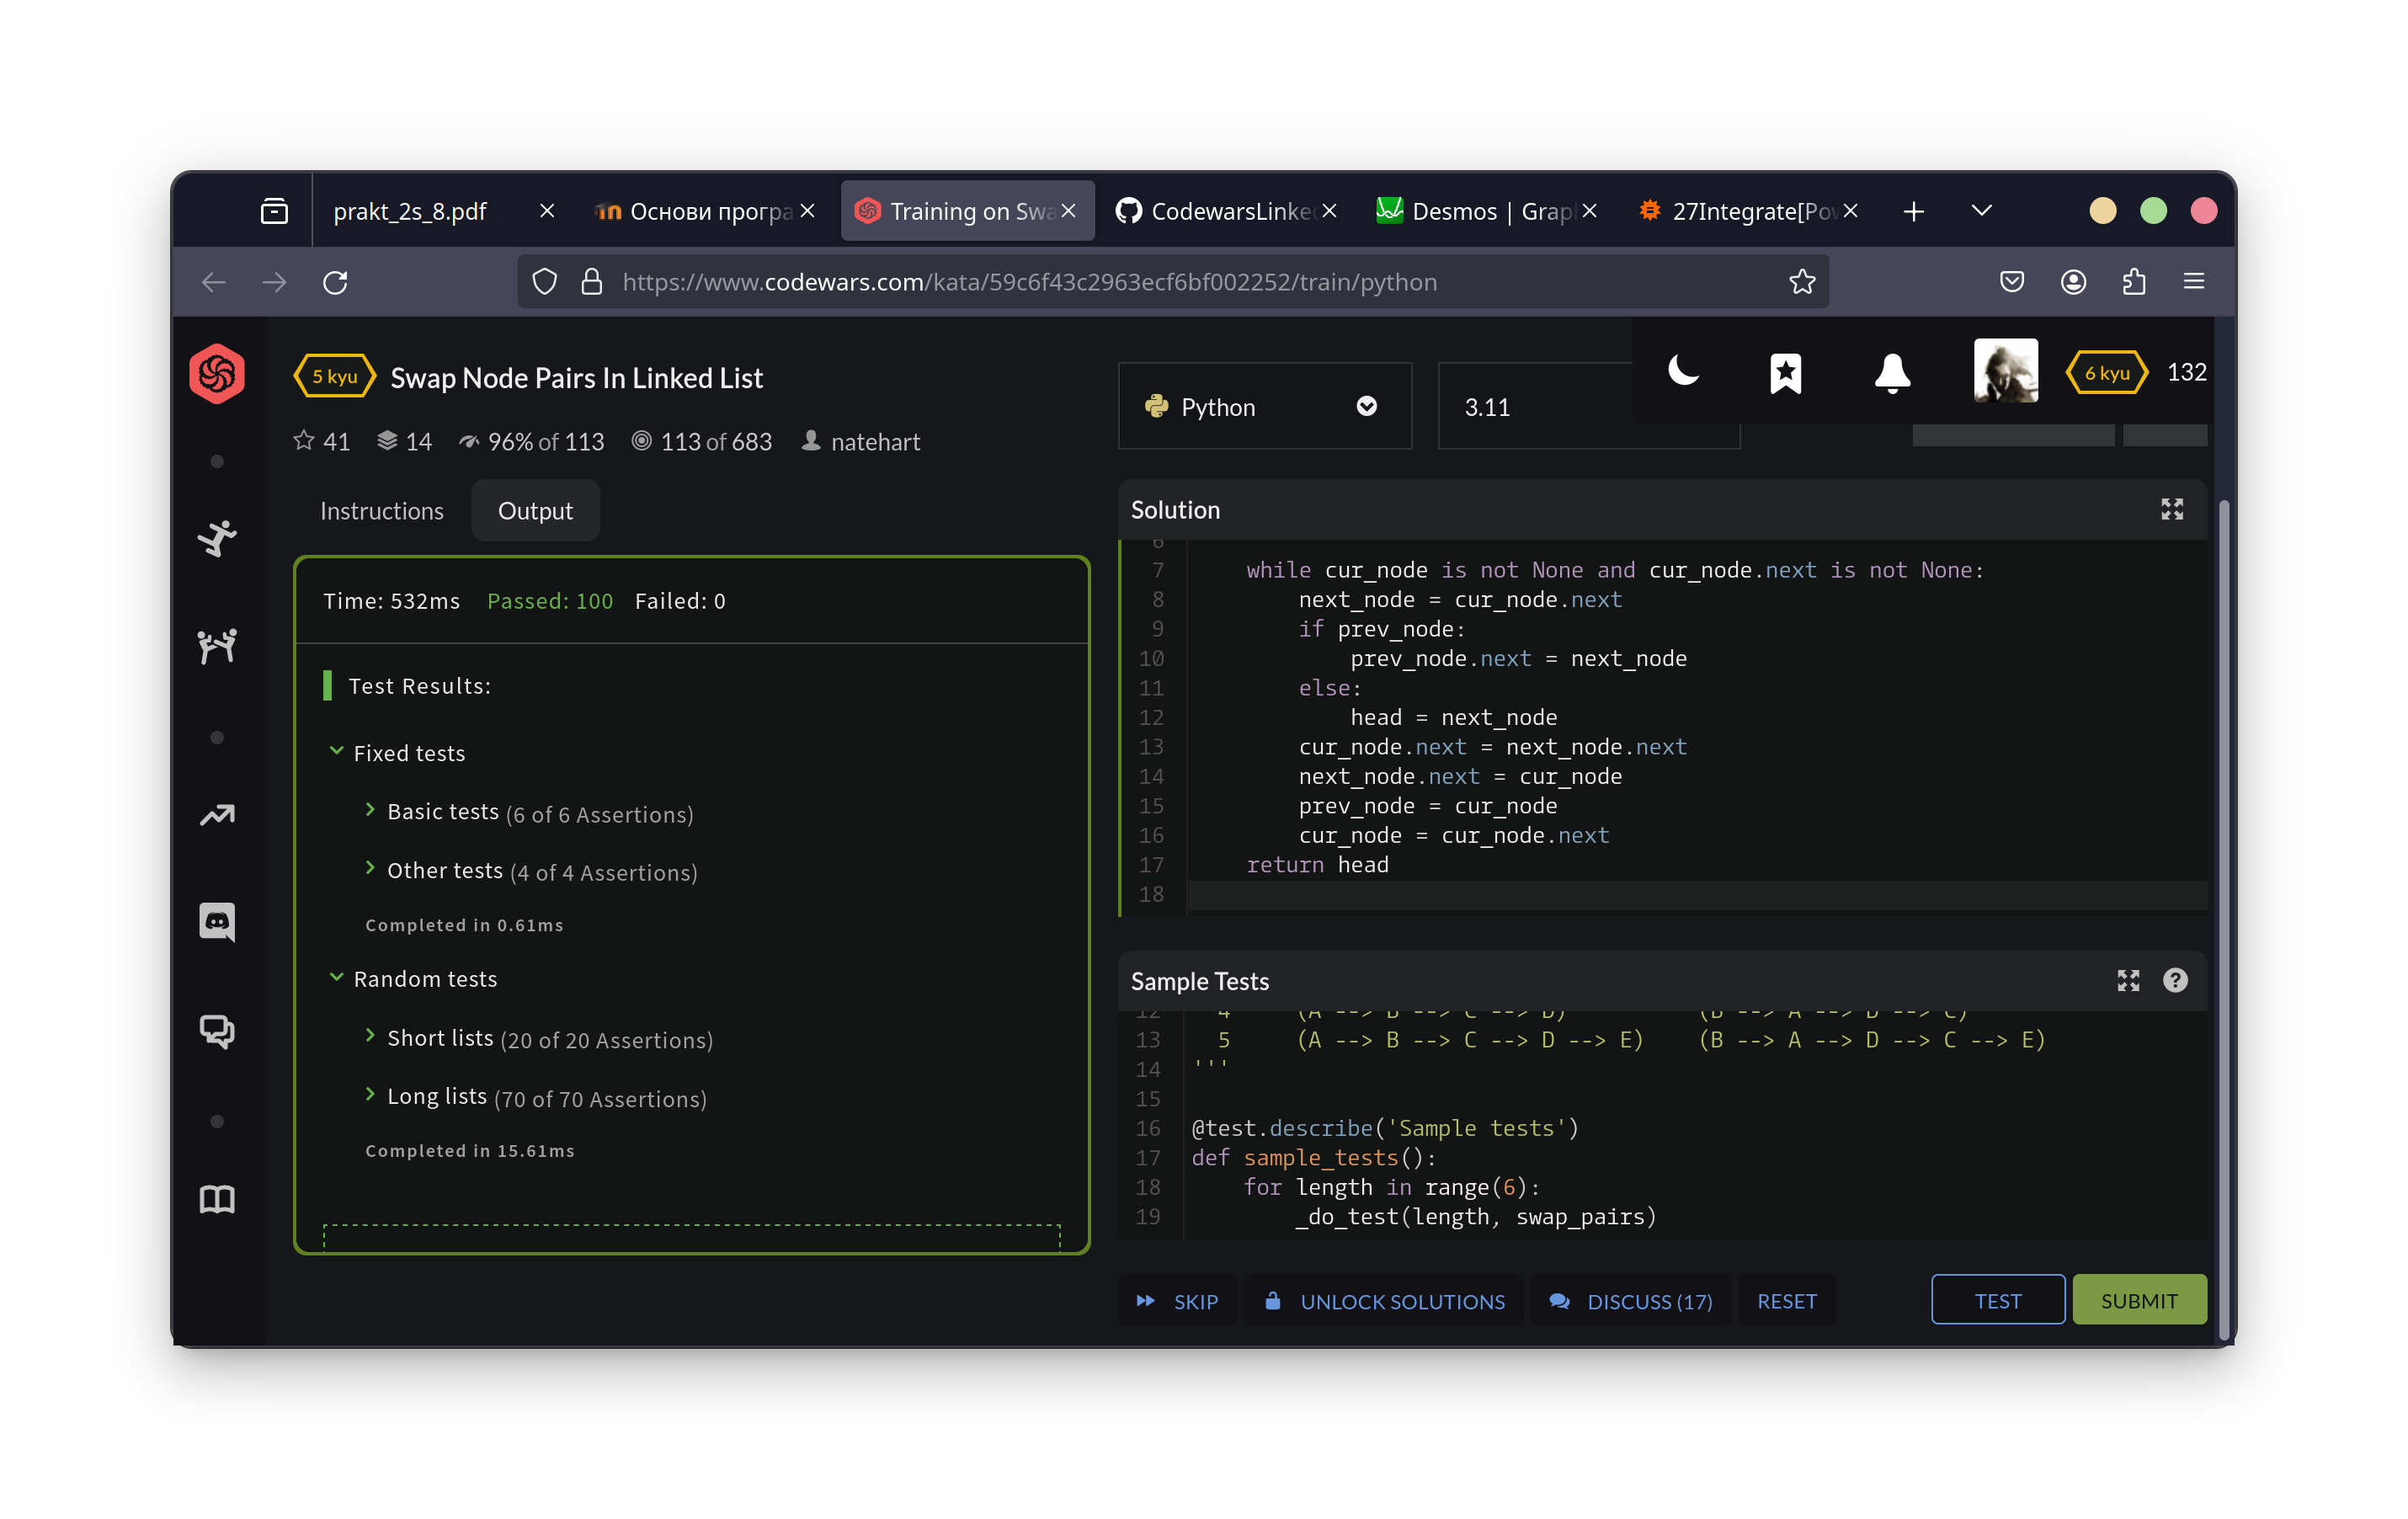 prakt_2s_8.pdf
Основи програ
Training on Swa
CodewarsLinke
Desmos | Grap
27Integrate[Po
https://www.codewars.com/kata/59c6f43c2963ecf6bf002252/train/python
5 kyu
Swap Node Pairs In Linked List
41
14
96% of 113
113 of 683
natehart
Python
3.11
6 kyu
132
Instructions
Output
Time: 532ms Passed: 100 Failed: 0
Test Results:
Fixed tests
Basic tests (6 of 6 Assertions)
Other tests (4 of 4 Assertions)
Completed in 0.61ms
Random tests
Short lists (20 of 20 Assertions)
Long lists (70 of 70 Assertions)
Completed in 15.61ms
Solution
6
7 while cur_node is not None and cur_node.next is not None:
8 next_node = cur_node.next
9 if prev_node:
10 prev_node.next = next_node
11 else:
12 head = next_node
13 cur_node.next = next_node.next
14 next_node.next = cur_node
15 prev_node = cur_node
16 cur_node = cur_node.next
17 return head
18
Sample Tests
12 4 (A --> B --> C --> D) (B --> A --> D --> C)
13 5 (A --> B --> C --> D --> E) (B --> A --> D --> C --> E)
14 '''
15
16 @test.describe('Sample tests')
17 def sample_tests():
18 for length in range(6):
19 _do_test(length, swap_pairs)
SKIP
UNLOCK SOLUTIONS
DISCUSS (17)
RESET
TEST
SUBMIT